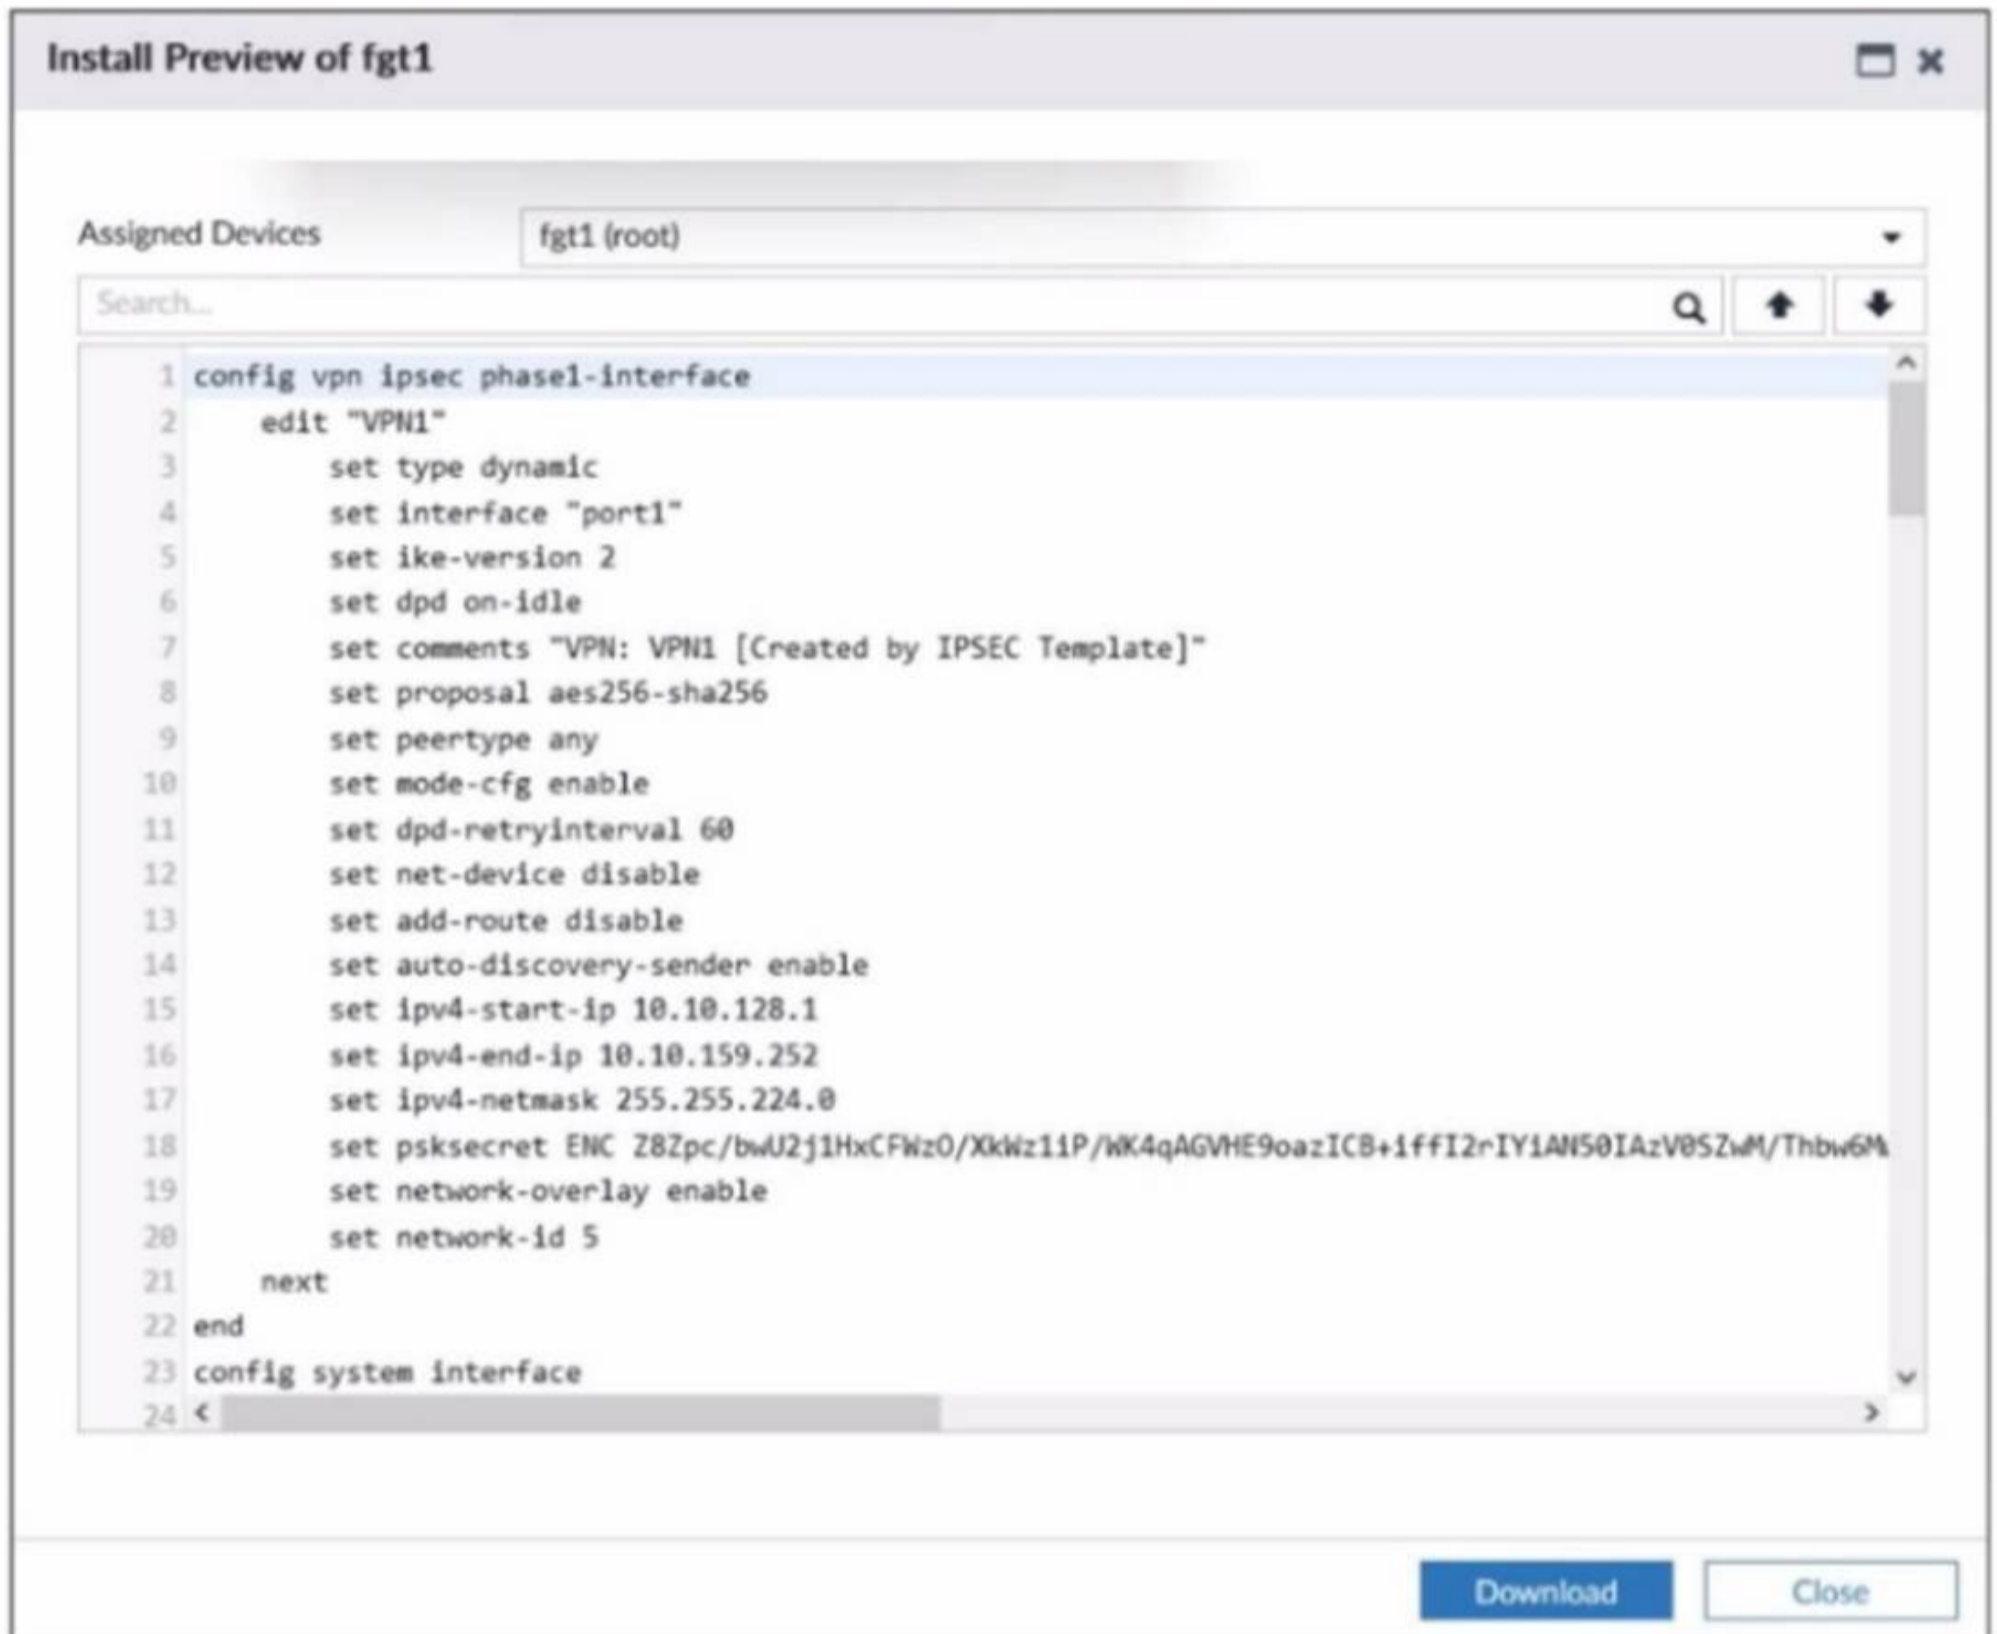 Install Preview of fgt1
Assigned Devices
fgt1 (root)
Search...
1 config vpn ipsec phase1-interface
2 edit "VPN1"
3 set type dynamic
4 set interface "port1"
5 set ike-version 2
6 set dpd on-idle
7 set comments "VPN: VPN1 [Created by IPSEC Template]"
8 set proposal aes256-sha256
9 set peertype any
10 set mode-cfg enable
11 set dpd-retryinterval 60
12 set net-device disable
13 set add-route disable
14 set auto-discovery-sender enable
15 set ipv4-start-ip 10.10.128.1
16 set ipv4-end-ip 10.10.159.252
17 set ipv4-netmask 255.255.224.0
18 set psksecret ENC
19 set network-overlay enable
20 set network-id 5
21 next
22 end
23 config system interface
24
Download
Close